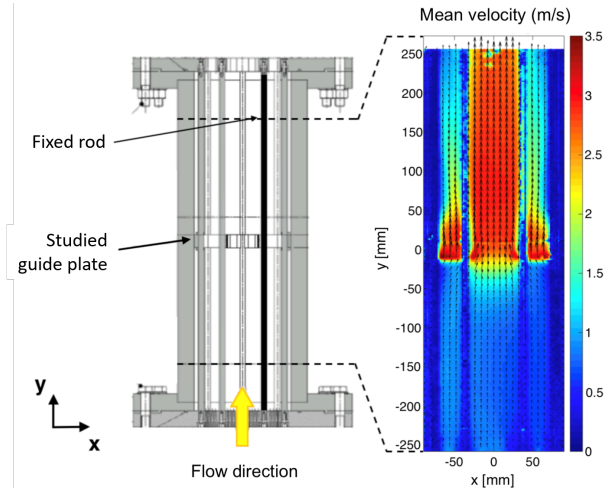 Mean velocity (m/s)
Fixed rod
Studied
guide plate
y
x
Flow direction
250
200
150
100
50
0
-50
-100
-150
-200
-250
y [mm]
-50
0
50
x [mm]
3.5
3
2.5
2
1.5
1
0.5
0